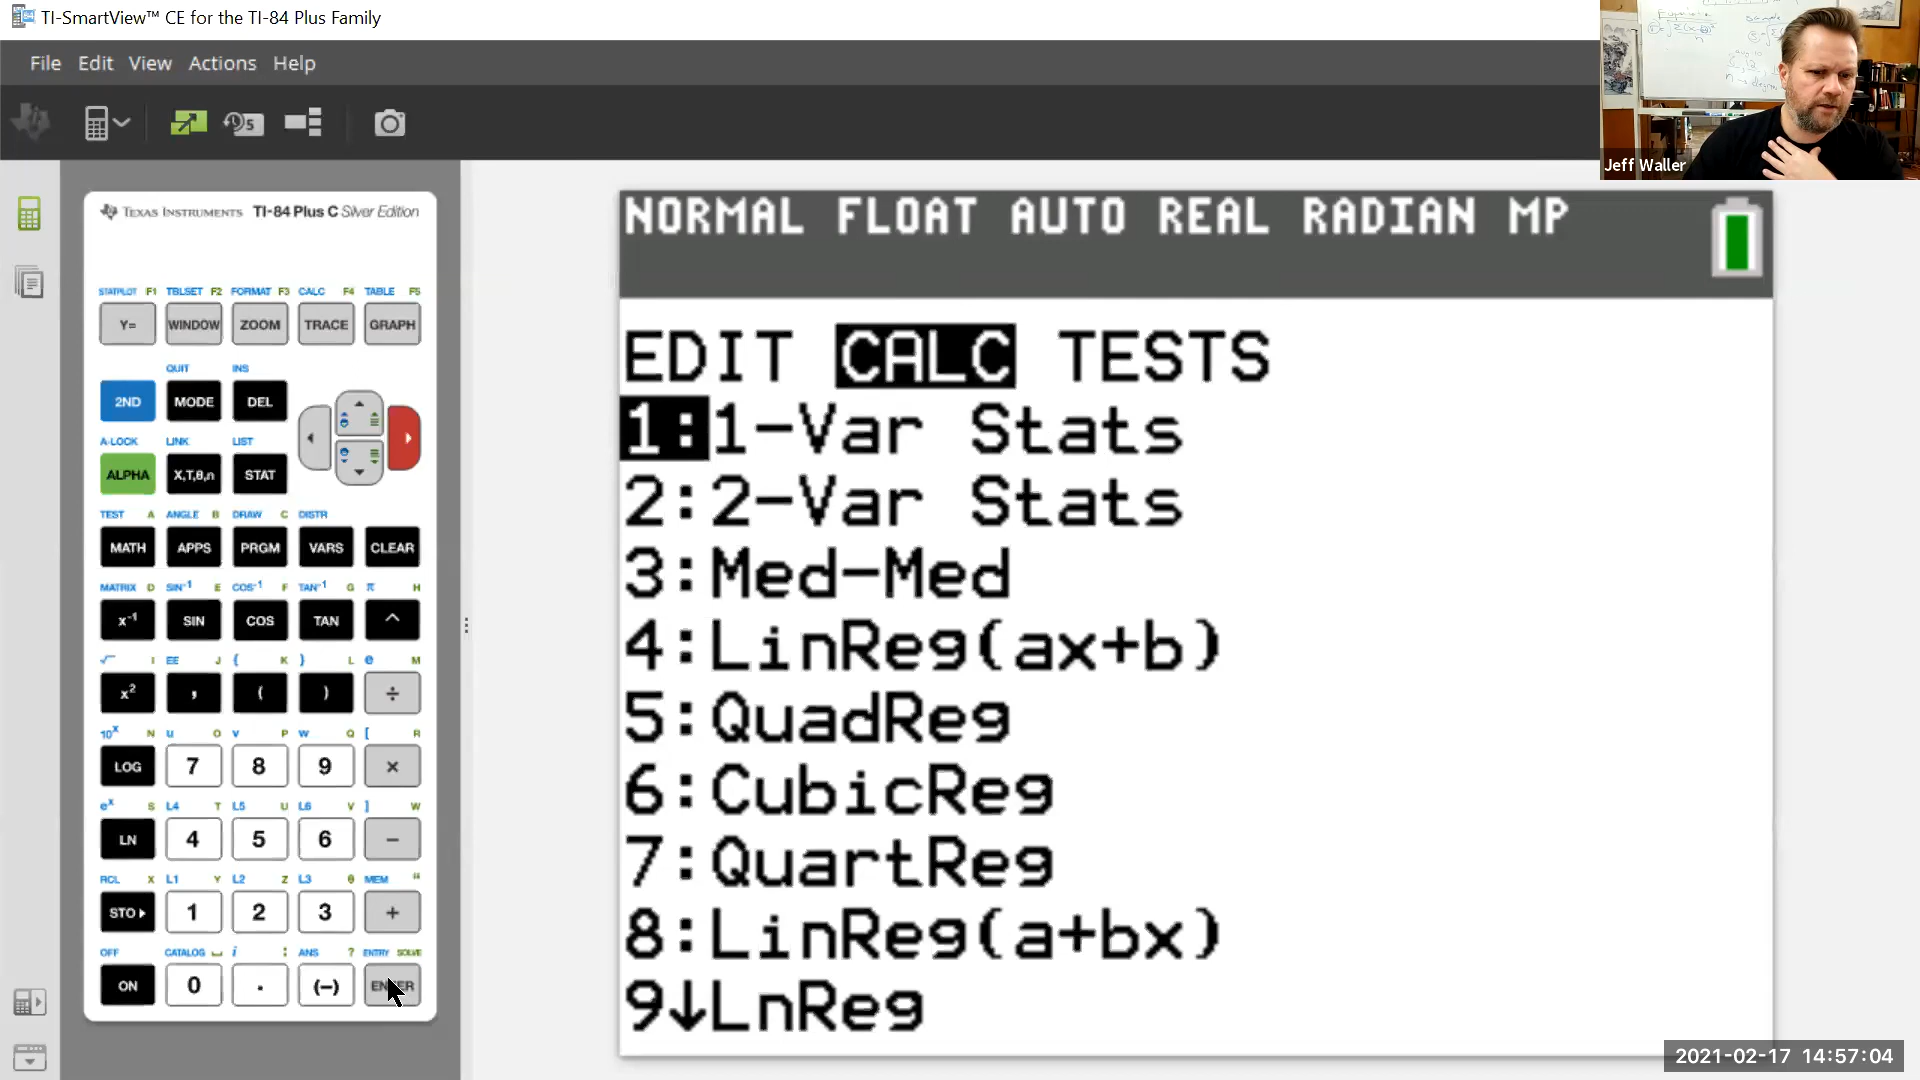 TI-SmartView™ CE for the TI-84 Plus Family
File Edit View Actions Help
5
Jeff Waller
NORMAL FLOAT AUTO REAL RADIAN MP
EDIT CALC TESTS
1:1-Var Stats
2:2-Var Stats
3:Med-Med
4:LinReg(ax+b)
5:QuadReg
6:CubicReg
7:QuartReg
8:LinReg(a+bx)
9↓LnReg
TEXAS INSTRUMENTS TI-84 Plus C Silver Edition
STATPLOT F1 TBLSET F2 FORMAT F3 CALC F4 TABLE F5
Y= WINDOW ZOOM TRACE GRAPH
QUIT INS
2ND MODE DEL
A-LOCK LINK LIST
ALPHA X,T,θ,n STAT
TEST A ANGLE B DRAW C DISTR
MATH APPS PRGM VARS CLEAR
MATRIX D SIN⁻¹ E COS⁻¹ F TAN⁻¹ G π H
x⁻¹ SIN COS TAN ^
√ I EE J { K } L e M
x² , ( ) ÷
10ˣ N u O v P w Q [ R
LOG 7 8 9 ×
eˣ S L4 T L5 U L6 V ] W
LN 4 5 6 −
RCL X L1 Y L2 Z L3 θ MEM "
STO▸ 1 2 3 +
OFF CATALOG ␣ i : ANS ? ENTRY SOLVE
ON 0 . (−) ENTER
2021-02-17 14:57:04